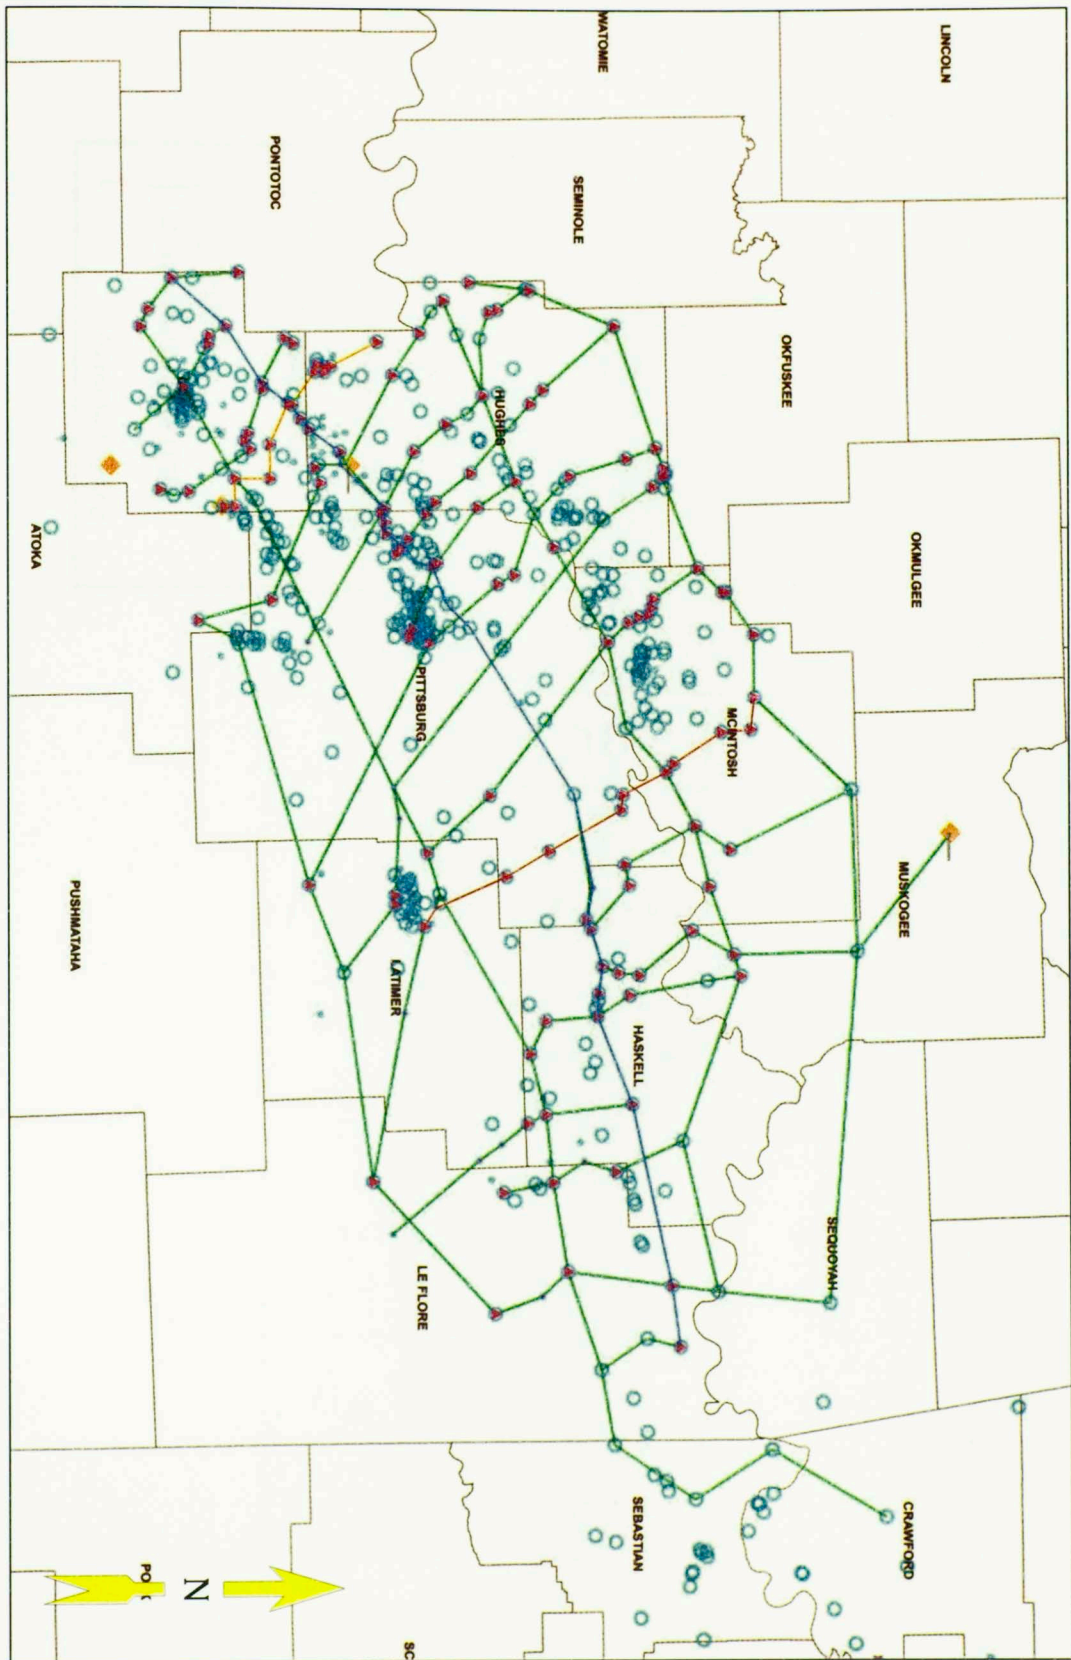 LINCOLN
OKMULGEE
MUSKOGEE
CRAWFORD
SEQUOYAH
OKFUSKEE
MCINTOSH
WATOMIE
HASKELL
SEBASTIAN
SEMINOLE
HUGHES
PITTSBURG
LE FLORE
SC
LATIMER
PONTOTOC
N
PUSHMATAHA
ATOKA